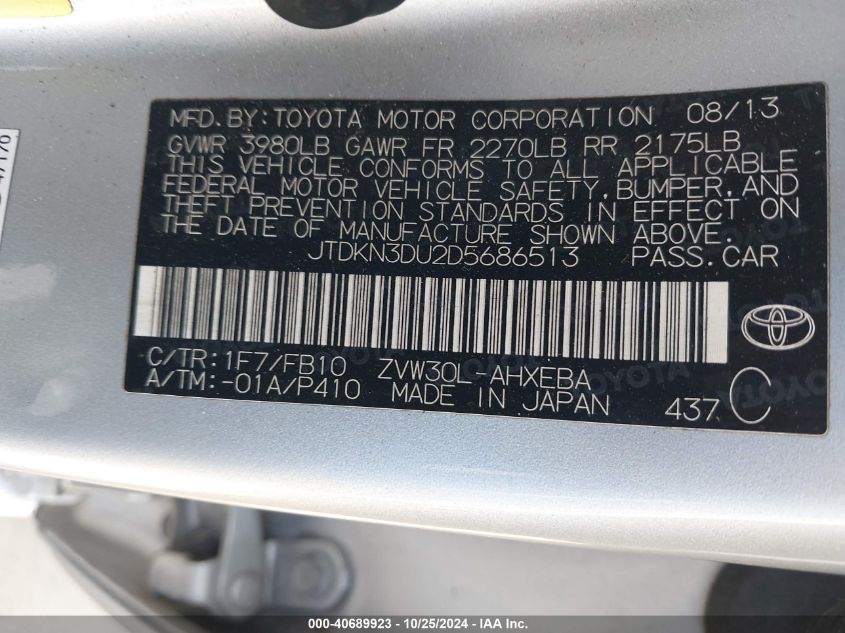 MFD. BY: TOYOTA MOTOR CORPORATION 08/13
GVWR 3980LB GAWR FR 2270LB RR 2175LB
THIS VEHICLE CONFORMS TO ALL APPLICABLE
FEDERAL MOTOR VEHICLE SAFETY, BUMPER, AND
THEFT PREVENTION STANDARDS IN EFFECT ON
THE DATE OF MANUFACTURE SHOWN ABOVE.
JTDKN3DU2D5686513 PASS. CAR
C/TR: 1F7/FB10 ZVW30L-AHXEBA
A/TM: -01A/P410 MADE IN JAPAN 437 C
000-40689923 - 10/25/2024 - IAA Inc.